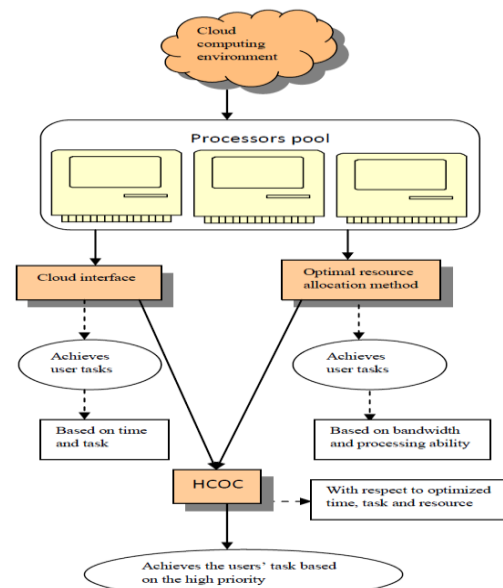 Cloud
computing
environment
Processors pool
Cloud interface
Optimal resource
allocation method
Achieves
user tasks
Achieves
user tasks
Based on time
and task
Based on bandwidth
and processing ability
HCOC
With respect to optimized
time, task and resource
Achieves the users’ task based
on the high priority